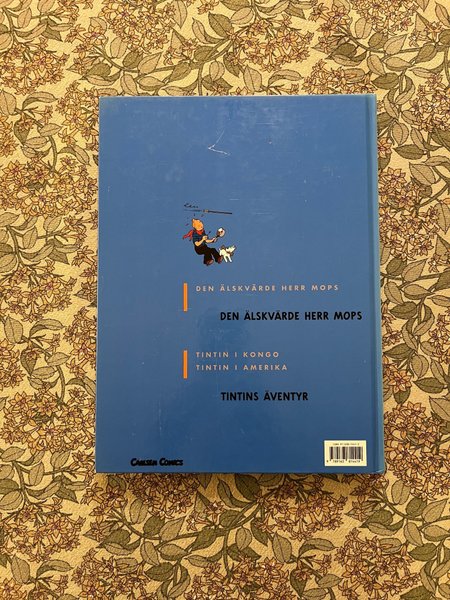 DEN ÄLSKVÄRDE HERR MOPS
DEN ÄLSKVÄRDE HERR MOPS
TINTIN I KONGO
TINTIN I AMERIKA
TINTINS ÄVENTYR
CARLSEN COMICS